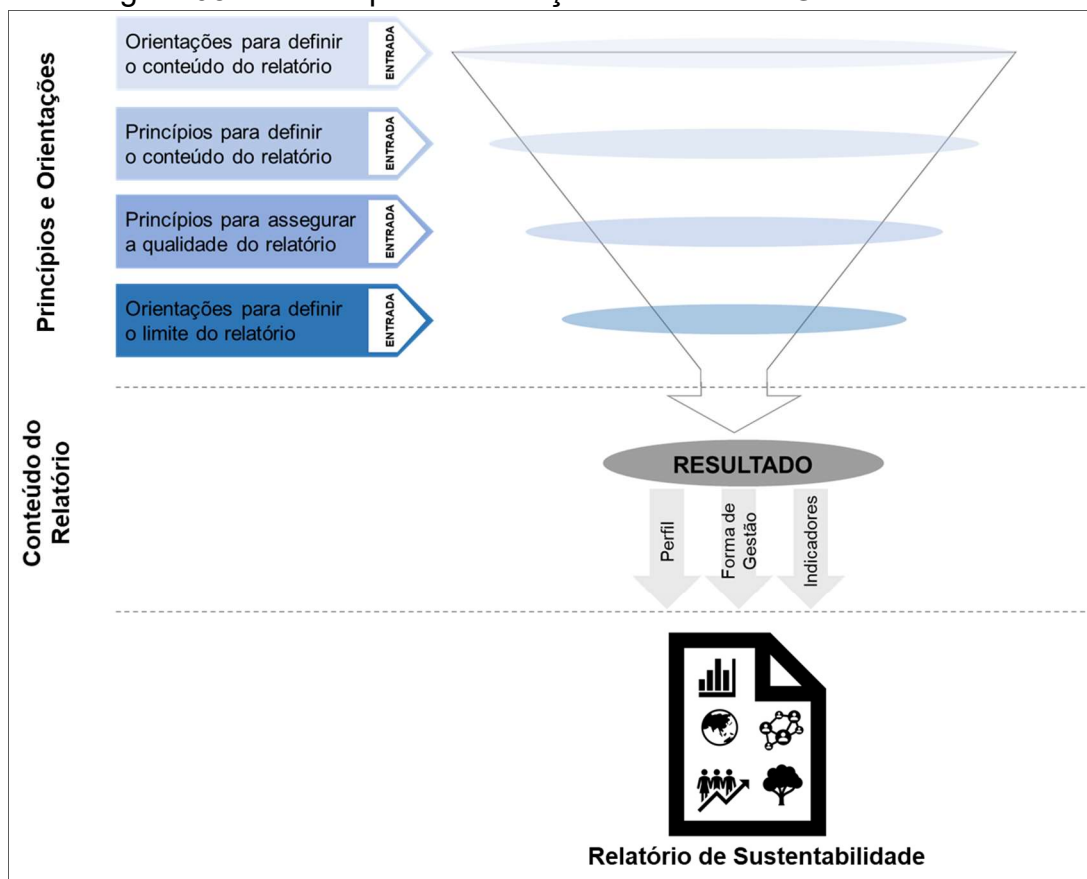 Princípios e Orientações
Orientações para definir
o conteúdo do relatório
ENTRADA
Princípios para definir
o conteúdo do relatório
ENTRADA
Princípios para assegurar
a qualidade do relatório
ENTRADA
Orientações para definir
o limite do relatório
ENTRADA
Conteúdo do
Relatório
RESULTADO
Perfil
Forma de
Gestão
Indicadores
Relatório de Sustentabilidade